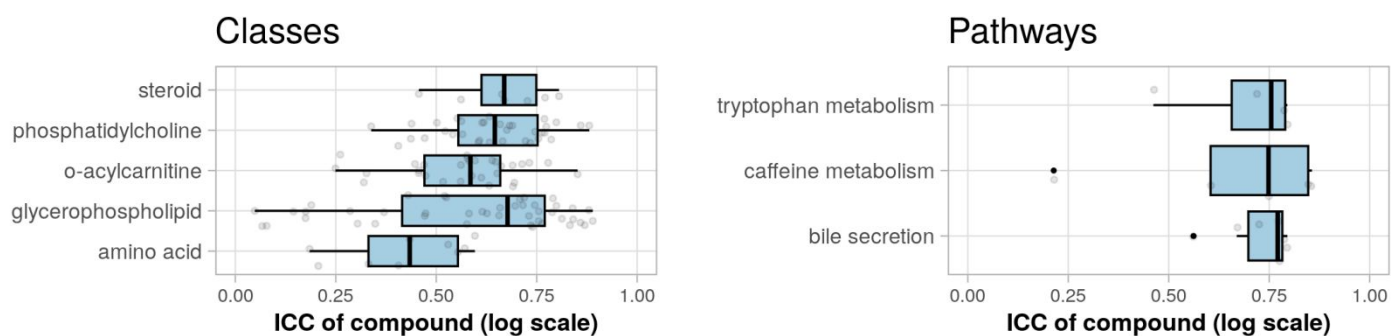 Classes
steroid
phosphatidylcholine
o-acylcarnitine
glycerophospholipid
amino acid
0.00 0.25 0.50 0.75 1.00
ICC of compound (log scale)
Pathways
tryptophan metabolism
caffeine metabolism
bile secretion
0.00 0.25 0.50 0.75 1.00
ICC of compound (log scale)